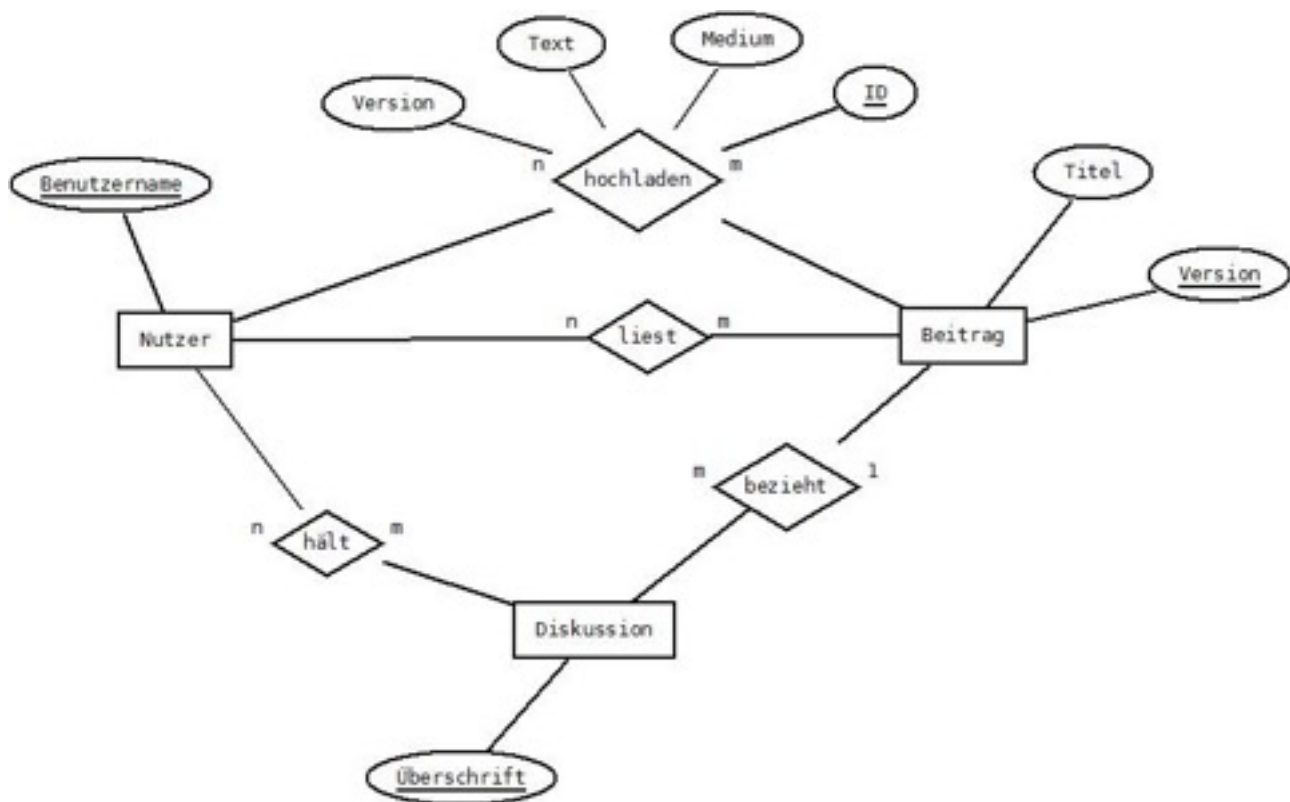 Text
Medium
Version
ID
n
hochladen
m
Benutzername
Titel
Version
Nutzer
n
liest
m
Beitrag
m
bezieht
1
n
hält
m
Diskussion
Überschrift